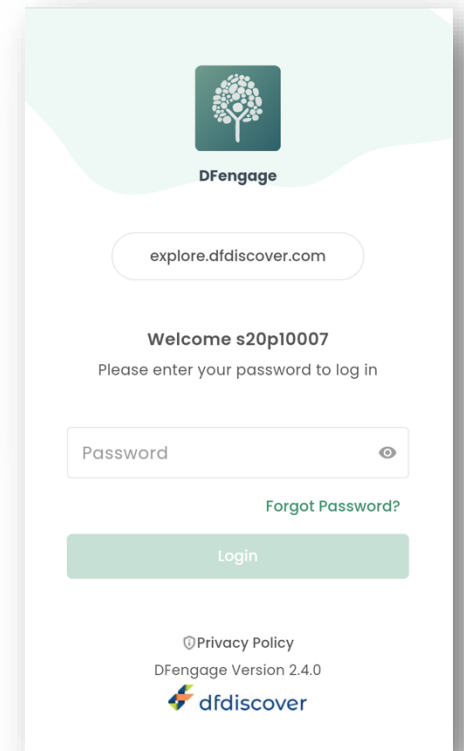 DFengage
explore.dfdiscover.com
Welcome s20p10007
Please enter your password to log in
Password
Forgot Password?
Login
Privacy Policy
DFengage Version 2.4.0
dfdiscover